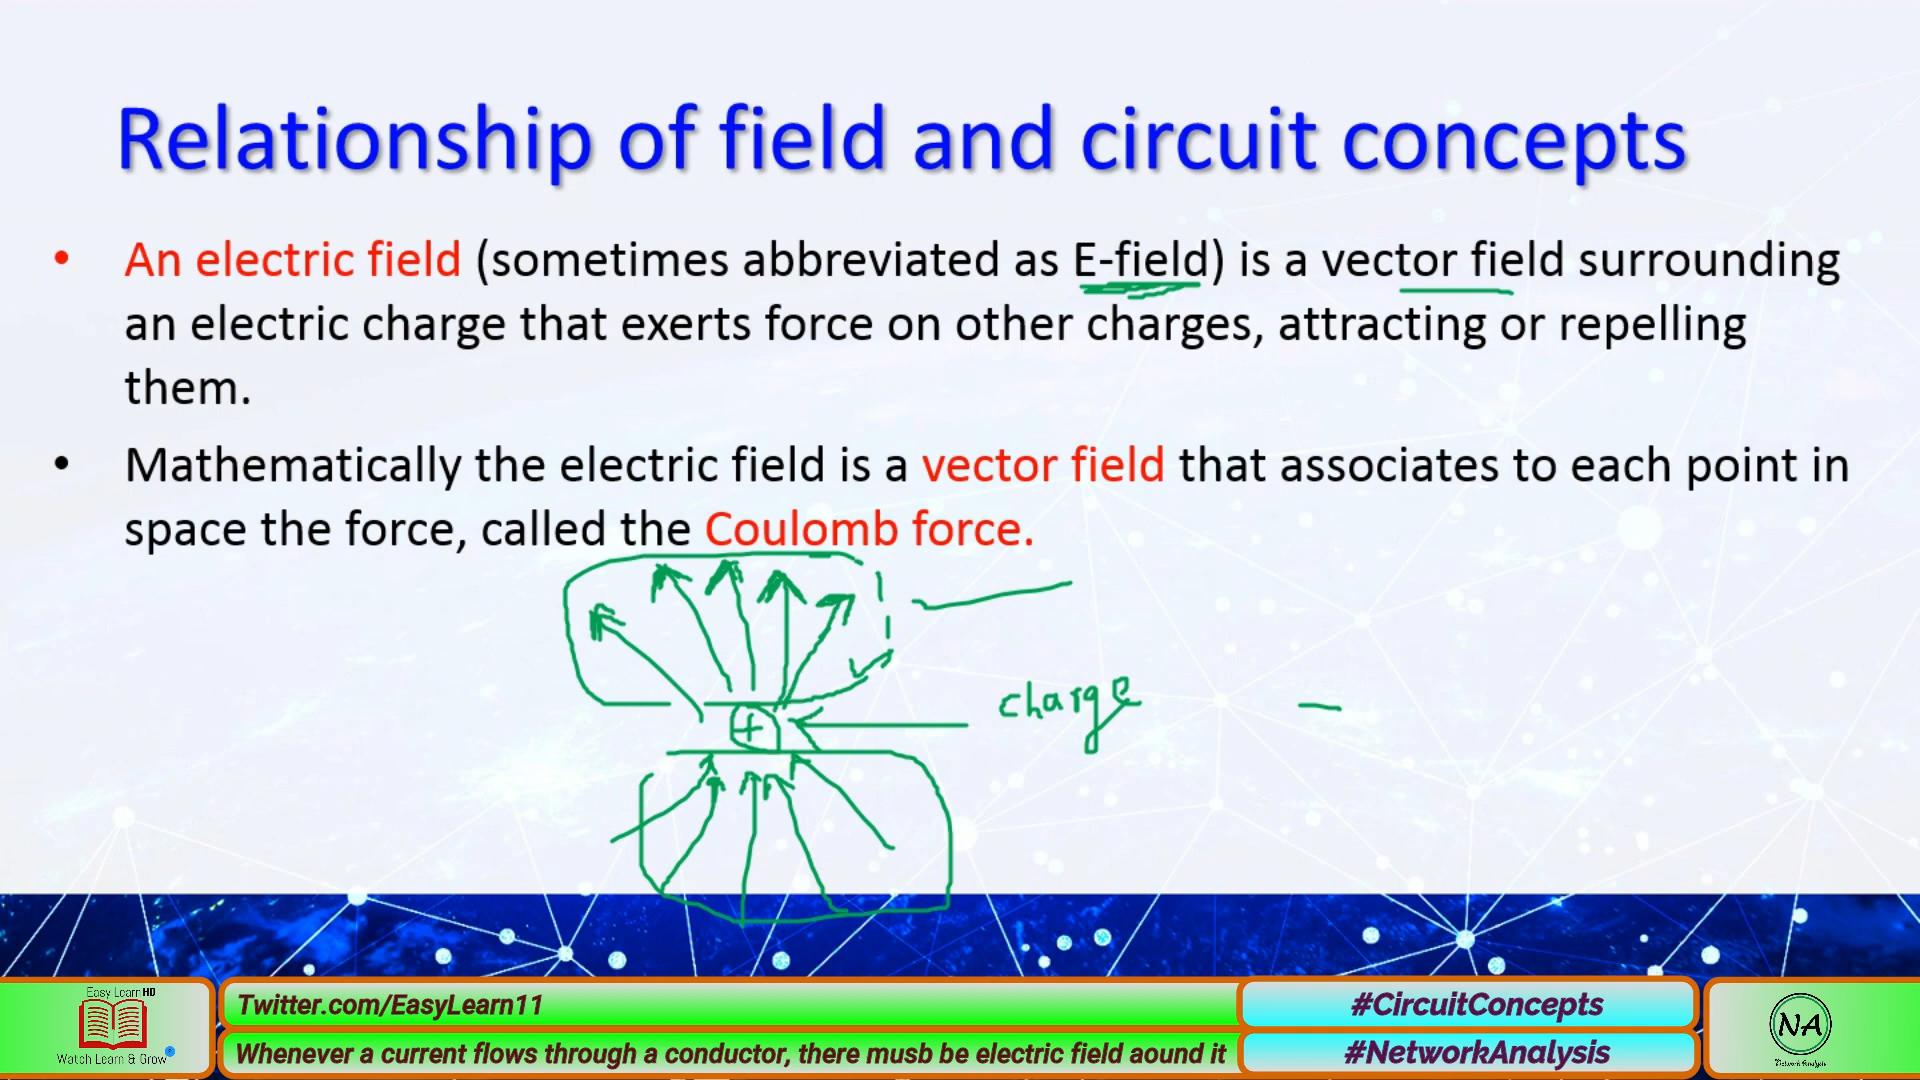 Relationship of field and circuit concepts
• An electric field (sometimes abbreviated as E-field) is a vector field surrounding
an electric charge that exerts force on other charges, attracting or repelling
them.
• Mathematically the electric field is a vector field that associates to each point in
space the force, called the Coulomb force.
charge
+
Easy Learn HD
Watch Learn & Grow
Twitter.com/EasyLearn11
Whenever a current flows through a conductor, there musb be electric field aound it
#CircuitConcepts
#NetworkAnalysis
NA
Network Analysis